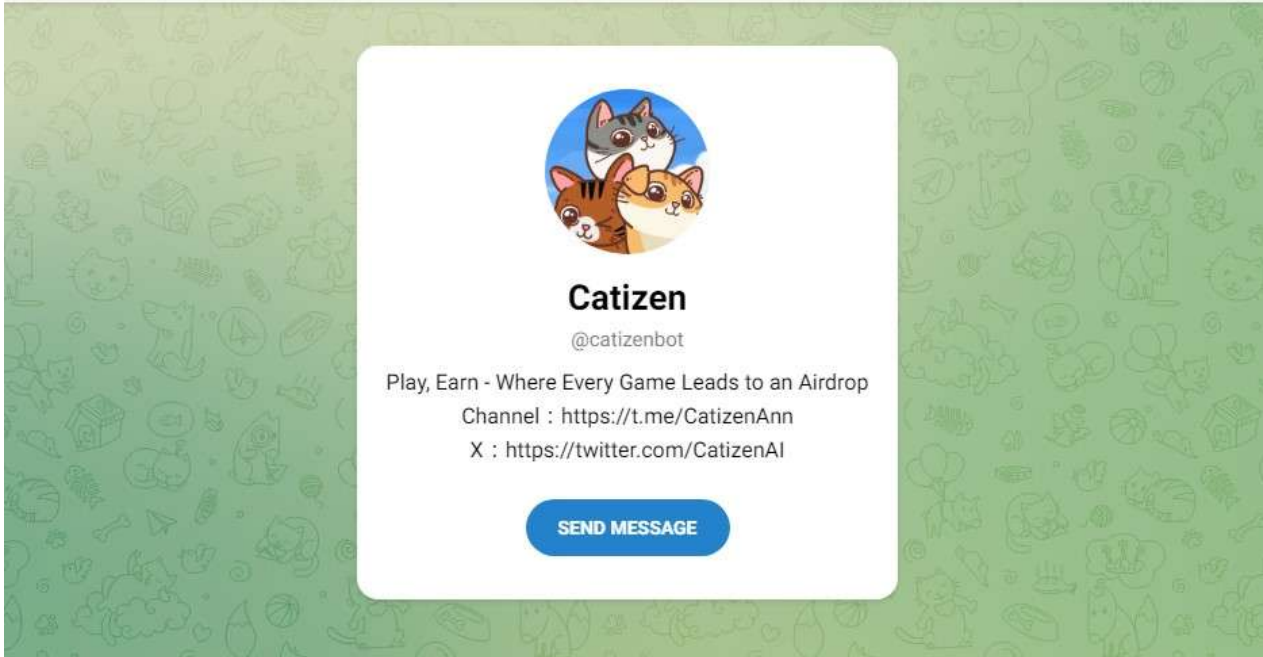 Catizen
@catizenbot
Play, Earn - Where Every Game Leads to an Airdrop
Channel：https://t.me/CatizenAnn
X：https://twitter.com/CatizenAI
SEND MESSAGE